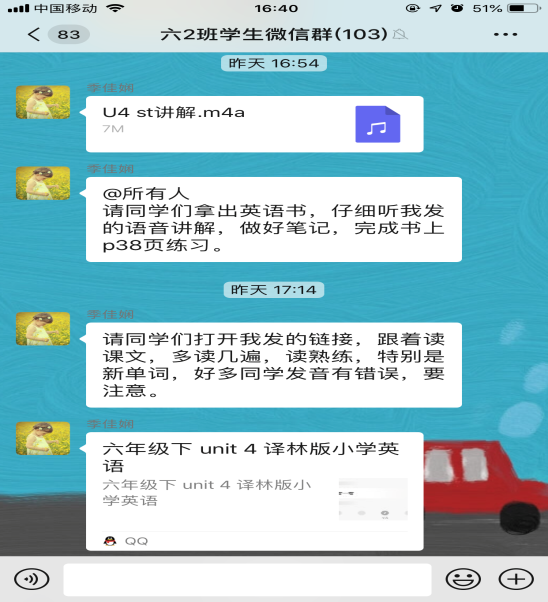 中国移动
16:40
51%
83
六2班学生微信群(103)
昨天 16:54
李佳娴
U4 st讲解.m4a
7M
李佳娴
@所有人
请同学们拿出英语书，仔细听我发
的语音讲解，做好笔记，完成书上
p38页练习。
昨天 17:14
李佳娴
请同学们打开我发的链接，跟着读
课文，多读几遍，读熟练，特别是
新单词，好多同学发音有错误，要
注意。
李佳娴
六年级下 unit 4 译林版小学英
语
六年级下 unit 4 译林版小
学英语
QQ